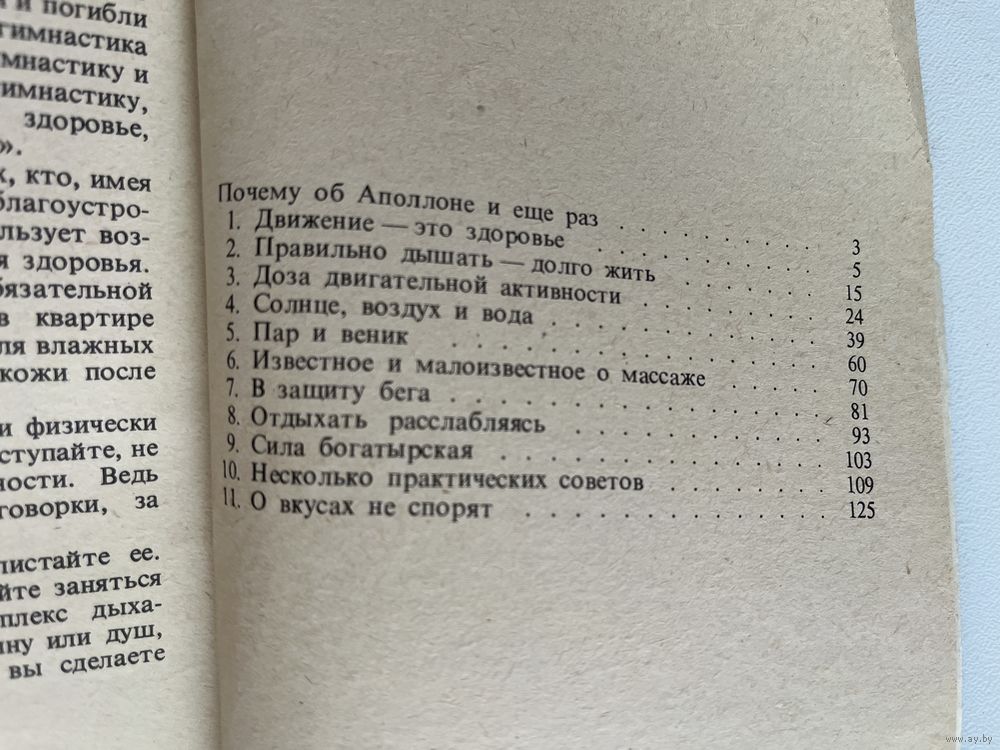 и погибли
гимнастика
мнастику и
имнастику,
здоровье,
».
х, кто, имея
благоустро-
льзует воз-
я здоровья.
бязательной
в квартире
ля влажных
кожи после
и физически
ступайте, не
ности. Ведь
говорки, за
листайте ее.
йте заняться
плекс дыха-
ну или душ,
вы сделаете
Почему об Аполлоне и еще раз . . . . . . . . . 3
1. Движение — это здоровье . . . . . . . . . . 5
2. Правильно дышать — долго жить . . . . . . 15
3. Доза двигательной активности . . . . . . . . 24
4. Солнце, воздух и вода . . . . . . . . . . . . 39
5. Пар и веник . . . . . . . . . . . . . . . . 60
6. Известное и малоизвестное о массаже . . . . 70
7. В защиту бега . . . . . . . . . . . . . . . 81
8. Отдыхать расслабляясь . . . . . . . . . . . 93
9. Сила богатырская . . . . . . . . . . . . . . 103
10. Несколько практических советов . . . . . . . 109
11. О вкусах не спорят . . . . . . . . . . . . . 125
www.ay.by